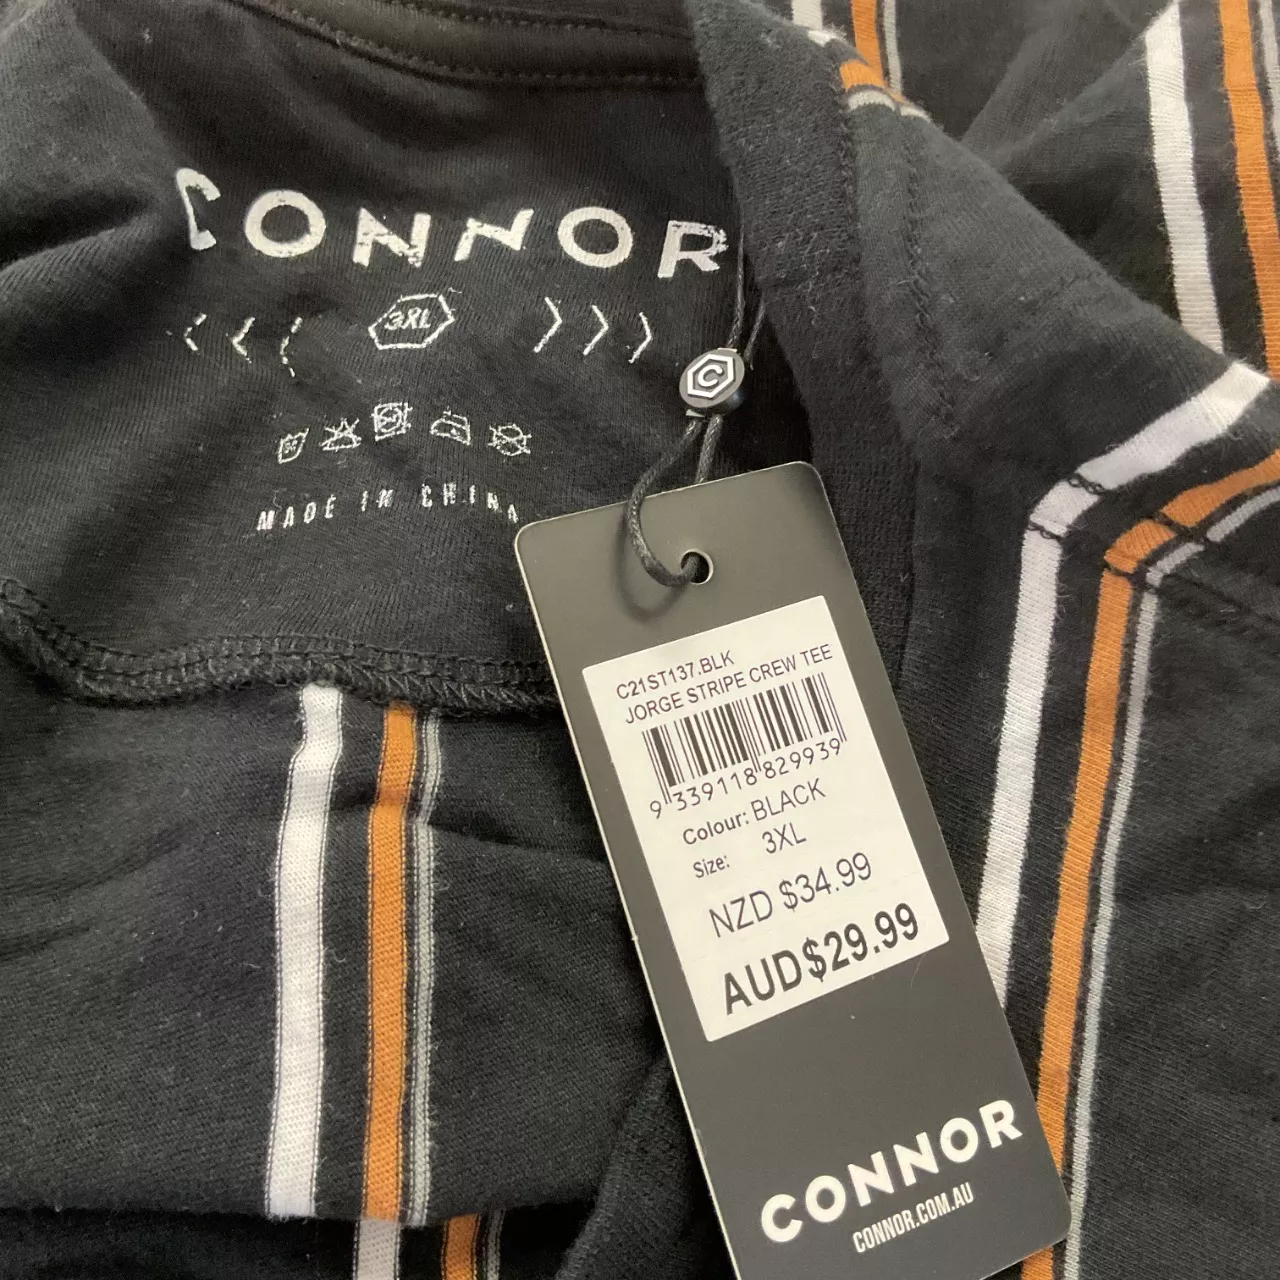 CONNOR
3XL
MADE IN CHINA
C
C21ST137.BLK
JORGE STRIPE CREW TEE
9 339118 829939
Colour: BLACK
Size: 3XL
NZD $34.99
AUD$29.99
CONNOR
CONNOR.COM.AU